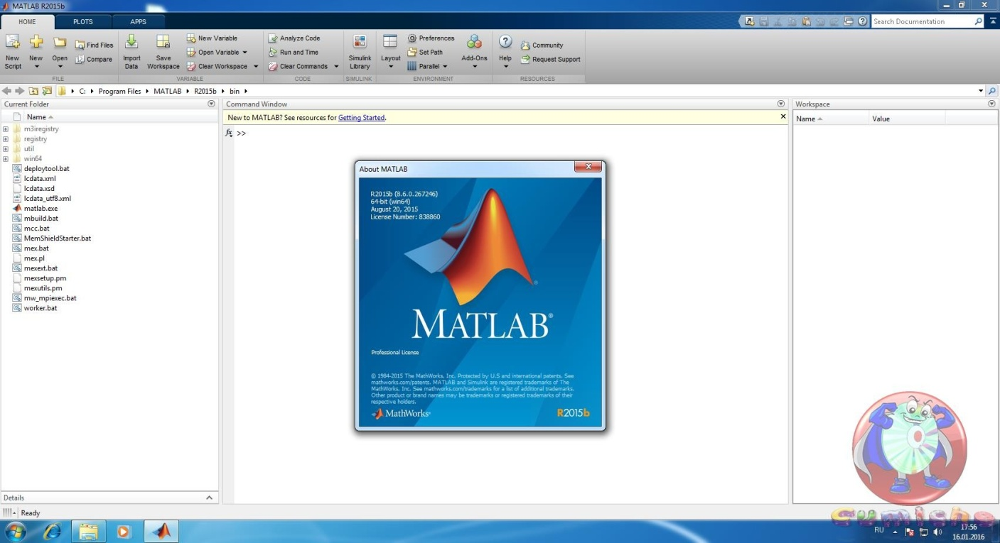 MATLAB R2015b
HOME PLOTS APPS
Search Documentation
New Script
New
Open
Find Files
Compare
FILE
Import Data
Save Workspace
New Variable
Open Variable
Clear Workspace
VARIABLE
Analyze Code
Run and Time
Clear Commands
CODE
Simulink Library
SIMULINK
Layout
Preferences
Set Path
Parallel
Add-Ons
ENVIRONMENT
Help
Community
Request Support
RESOURCES
C: Program Files MATLAB R2015b bin
Current Folder
Name
m3iregistry
registry
util
win64
deploytool.bat
lcdata.xml
lcdata.xsd
lcdata_utf8.xml
matlab.exe
mbuild.bat
mcc.bat
MemShieldStarter.bat
mex.bat
mex.pl
mexext.bat
mexsetup.pm
mexutils.pm
mw_mpiexec.bat
worker.bat
Details
Ready
Command Window
New to MATLAB? See resources for Getting Started.
fx >>
About MATLAB
R2015b (8.6.0.267246)
64-bit (win64)
August 20, 2015
License Number: 838860
MATLAB®
Professional License
© 1984-2015 The MathWorks, Inc. Protected by U.S and international patents. See
mathworks.com/patents. MATLAB and Simulink are registered trademarks of The
MathWorks, Inc. See mathworks.com/trademarks for a list of additional trademarks.
Other product or brand names may be trademarks or registered trademarks of their
respective holders.
MathWorks®
R2015b
Workspace
Name Value
RU
17:56
16.01.2016